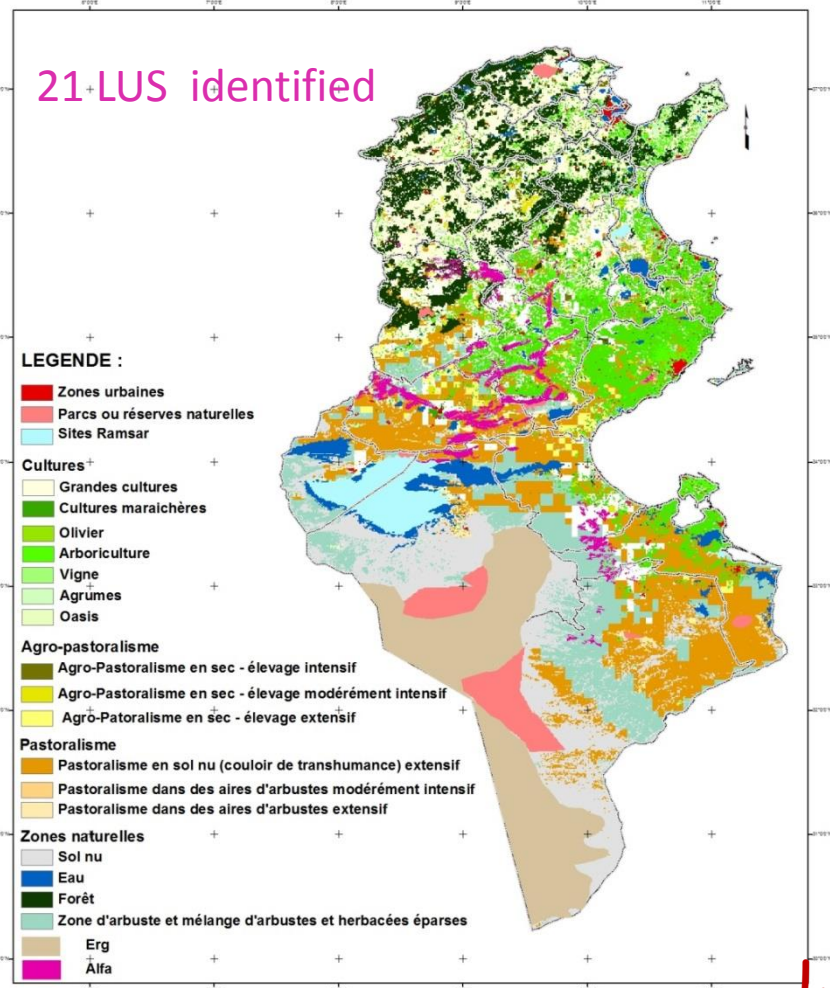 21 LUS identified
LEGENDE :
Zones urbaines
Parcs ou réserves naturelles
Sites Ramsar
Cultures
Grandes cultures
Cultures maraichères
Olivier
Arboriculture
Vigne
Agrumes
Oasis
Agro-pastoralisme
Agro-Pastoralisme en sec - élevage intensif
Agro-Pastoralisme en sec - élevage modérément intensif
Agro-Patoralisme en sec - élevage extensif
Pastoralisme
Pastoralisme en sol nu (couloir de transhumance) extensif
Pastoralisme dans des aires d'arbustes modérément intensif
Pastoralisme dans des aires d'arbustes extensif
Zones naturelles
Sol nu
Eau
Forêt
Zone d'arbuste et mélange d'arbustes et herbacées éparses
Erg
Alfa